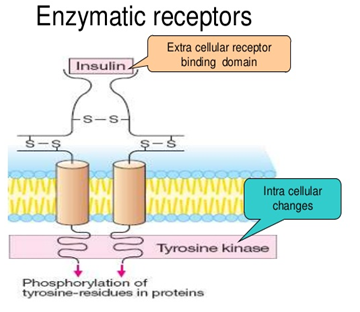 Enzymatic receptors
Extra cellular receptor
binding domain
Insulin
S-S
S-S
S-S
Intra cellular
changes
Tyrosine kinase
Phosphorylation of
tyrosine-residues in proteins